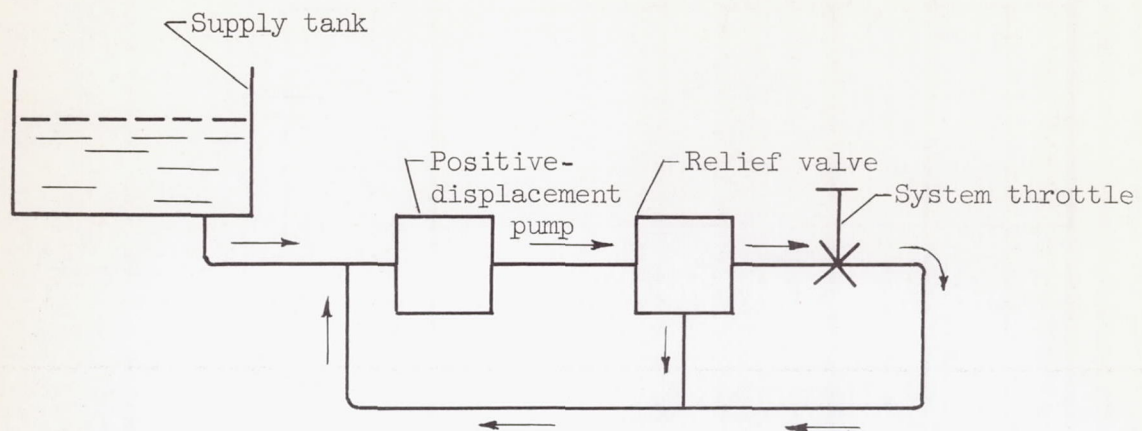 Supply tank
Positive-
displacement
pump
Relief valve
System throttle